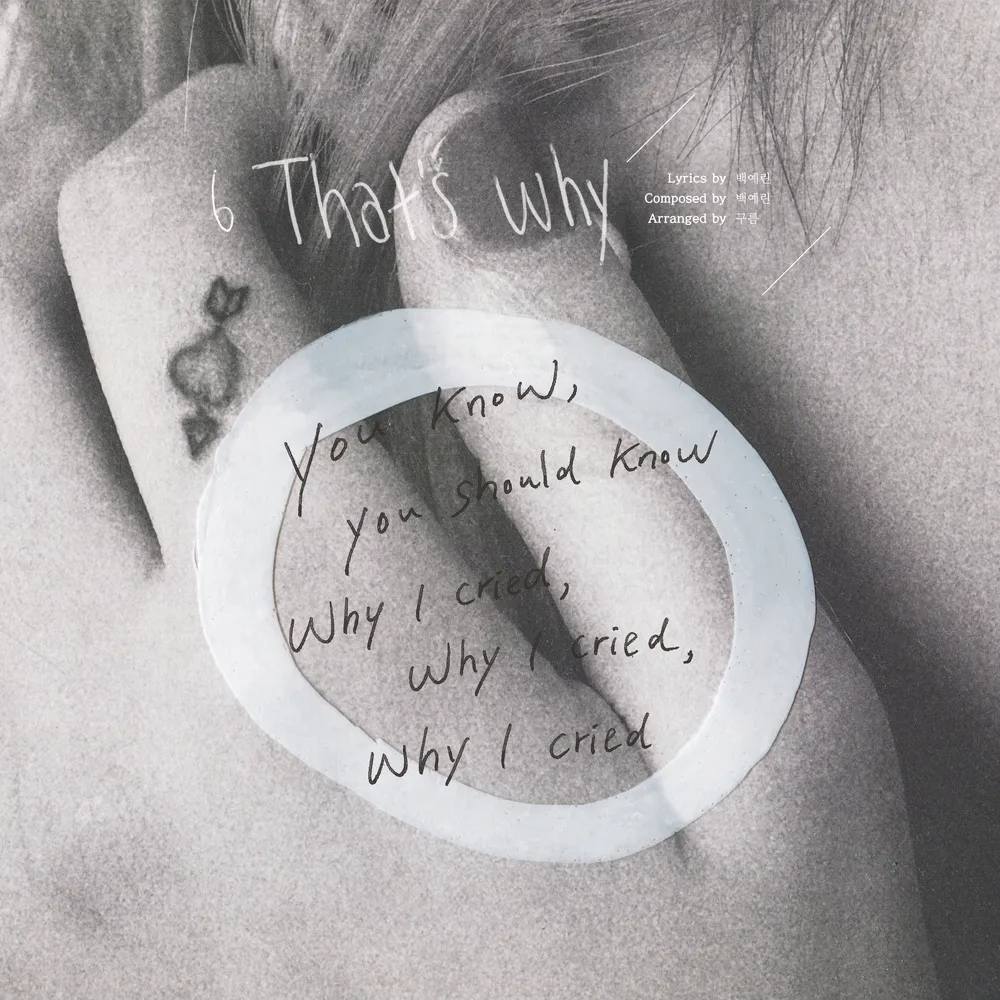 6 That's why
Lyrics by 백예린
Composed by 백예린
Arranged by 구름
You know,
you should know
Why I cried,
Why I cried,
Why I cried